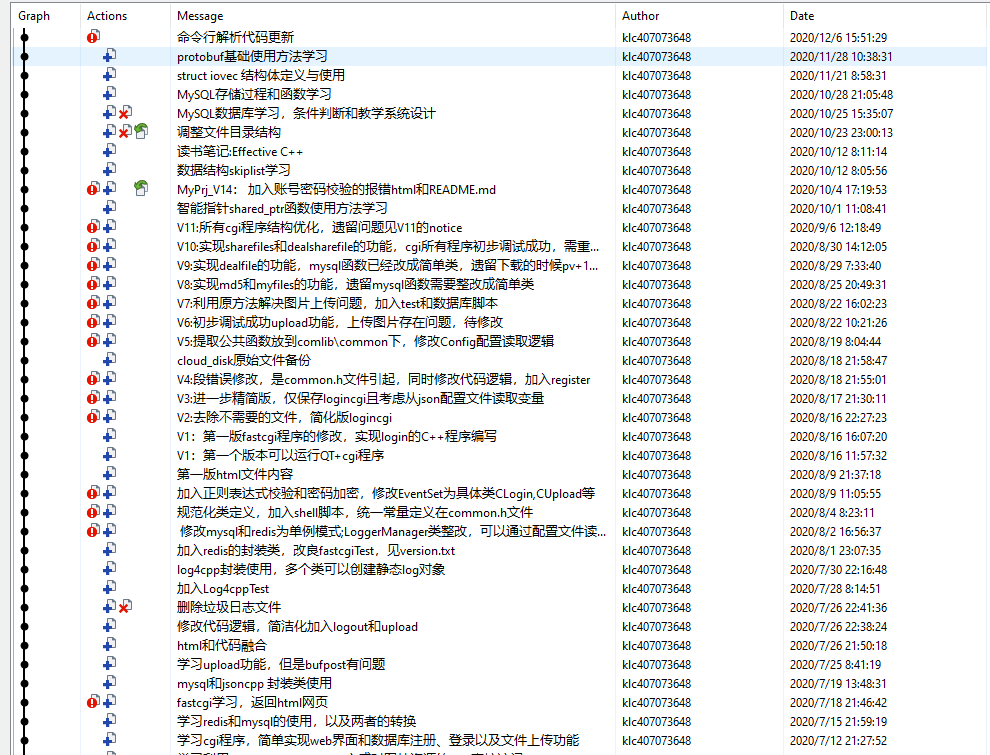 Graph Actions Message Author Date
命令行解析代码更新 klc407073648 2020/12/6 15:51:29
protobuf基础使用方法学习 klc407073648 2020/11/28 10:38:31
struct iovec 结构体定义与使用 klc407073648 2020/11/21 8:58:31
MySQL存储过程和函数学习 klc407073648 2020/10/28 21:05:48
MySQL数据库学习，条件判断和教学系统设计 klc407073648 2020/10/25 15:35:07
调整文件目录结构 klc407073648 2020/10/23 23:00:13
读书笔记:Effective C++ klc407073648 2020/10/12 8:11:14
数据结构skiplist学习 klc407073648 2020/10/12 8:05:56
MyPrj_V14： 加入账号密码校验的报错html和README.md klc407073648 2020/10/4 17:19:53
智能指针shared_ptr函数使用方法学习 klc407073648 2020/10/1 11:08:41
V11:所有cgi程序结构优化，遗留问题见V11的notice klc407073648 2020/9/6 12:18:49
V10:实现sharefiles和dealsharefile的功能，cgi所有程序初步调试成功，需重... klc407073648 2020/8/30 14:12:05
V9:实现dealfile的功能，mysql函数已经改成简单类，遗留下载的时候pv+1... klc407073648 2020/8/29 7:33:40
V8:实现md5和myfiles的功能，遗留mysql函数需要整改成简单类 klc407073648 2020/8/25 20:49:31
V7:利用原方法解决图片上传问题，加入test和数据库脚本 klc407073648 2020/8/22 16:02:23
V6:初步调试成功upload功能，上传图片存在问题，待修改 klc407073648 2020/8/22 10:21:26
V5:提取公共函数放到comlib\common下，修改Config配置读取逻辑 klc407073648 2020/8/19 8:04:44
cloud_disk原始文件备份 klc407073648 2020/8/18 21:58:47
V4:段错误修改，是common.h文件引起，同时修改代码逻辑，加入register klc407073648 2020/8/18 21:55:01
V3:进一步精简版，仅保存logincgi且考虑从json配置文件读取变量 klc407073648 2020/8/17 21:30:11
V2:去除不需要的文件，简化版logincgi klc407073648 2020/8/16 22:27:23
V1：第一版fastcgi程序的修改，实现login的C++程序编写 klc407073648 2020/8/16 16:07:20
V1：第一个版本可以运行QT+cgi程序 klc407073648 2020/8/16 11:57:32
第一版html文件内容 klc407073648 2020/8/9 21:37:18
加入正则表达式校验和密码加密，修改EventSet为具体类CLogin,CUpload等 klc407073648 2020/8/9 11:05:55
规范化类定义，加入shell脚本，统一常量定义在common.h文件 klc407073648 2020/8/4 8:23:11
修改mysql和redis为单例模式;LoggerManager类整改，可以通过配置文件读... klc407073648 2020/8/2 16:56:37
加入redis的封装类，改良fastcgiTest，见version.txt klc407073648 2020/8/1 23:07:35
log4cpp封装使用，多个类可以创建静态log对象 klc407073648 2020/7/30 22:16:48
加入Log4cppTest klc407073648 2020/7/28 8:14:51
删除垃圾日志文件 klc407073648 2020/7/26 22:41:36
修改代码逻辑，简洁化加入logout和upload klc407073648 2020/7/26 22:38:24
html和代码融合 klc407073648 2020/7/26 21:50:18
学习upload功能，但是bufpost有问题 klc407073648 2020/7/25 8:41:19
mysql和jsoncpp 封装类使用 klc407073648 2020/7/19 13:48:31
fastcgi学习，返回html网页 klc407073648 2020/7/18 21:46:42
学习redis和mysql的使用，以及两者的转换 klc407073648 2020/7/15 21:59:19
学习cgi程序，简单实现web界面和数据库注册、登录以及文件上传功能 klc407073648 2020/7/12 21:27:52